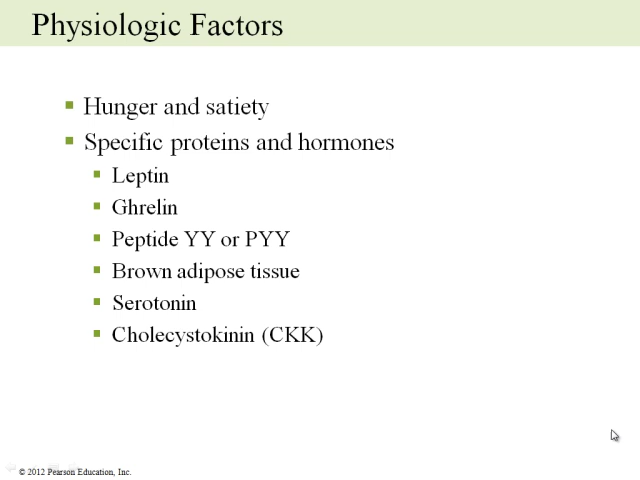 Physiologic Factors
Hunger and satiety
Specific proteins and hormones
Leptin
Ghrelin
Peptide YY or PYY
Brown adipose tissue
Serotonin
Cholecystokinin (CKK)
© 2012 Pearson Education, Inc.